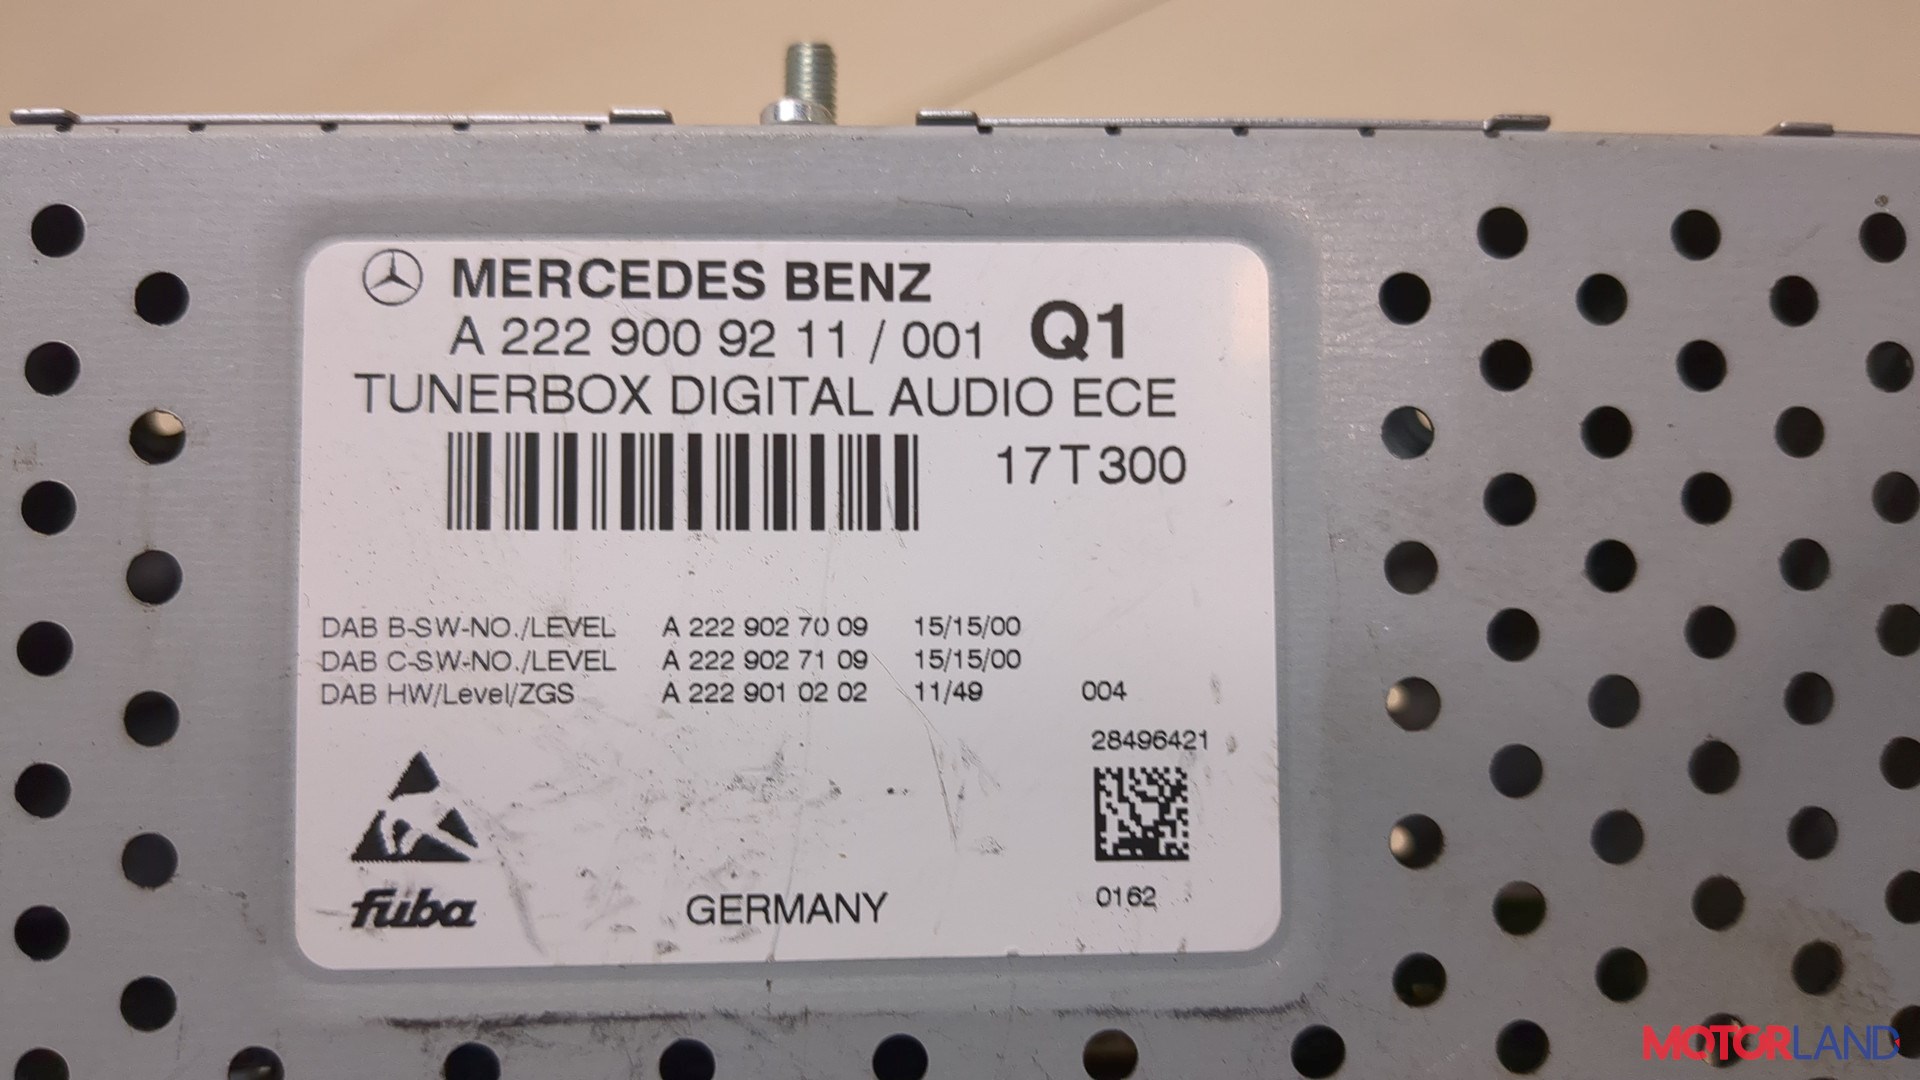 MERCEDES BENZ
A 222 900 92 11 / 001 Q1
TUNERBOX DIGITAL AUDIO ECE
17 T 300
DAB B-SW-NO./LEVEL A 222 902 70 09 15/15/00
DAB C-SW-NO./LEVEL A 222 902 71 09 15/15/00
DAB HW/Level/ZGS A 222 901 02 02 11/49 004
28496421
fuba GERMANY 0162
MOTORLAND